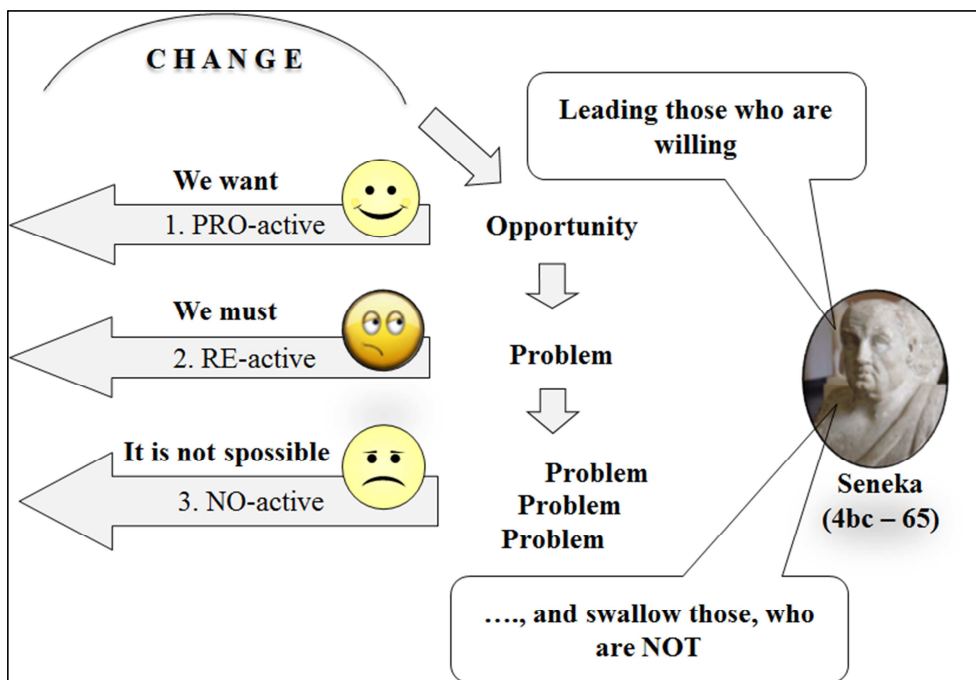 C H A N G E
We want
1. PRO-active
We must
2. RE-active
It is not spossible
3. NO-active
Opportunity
Problem
Problem
Problem
Problem
Leading those who are
willing
Seneka
(4bc – 65)
…., and swallow those, who
are NOT